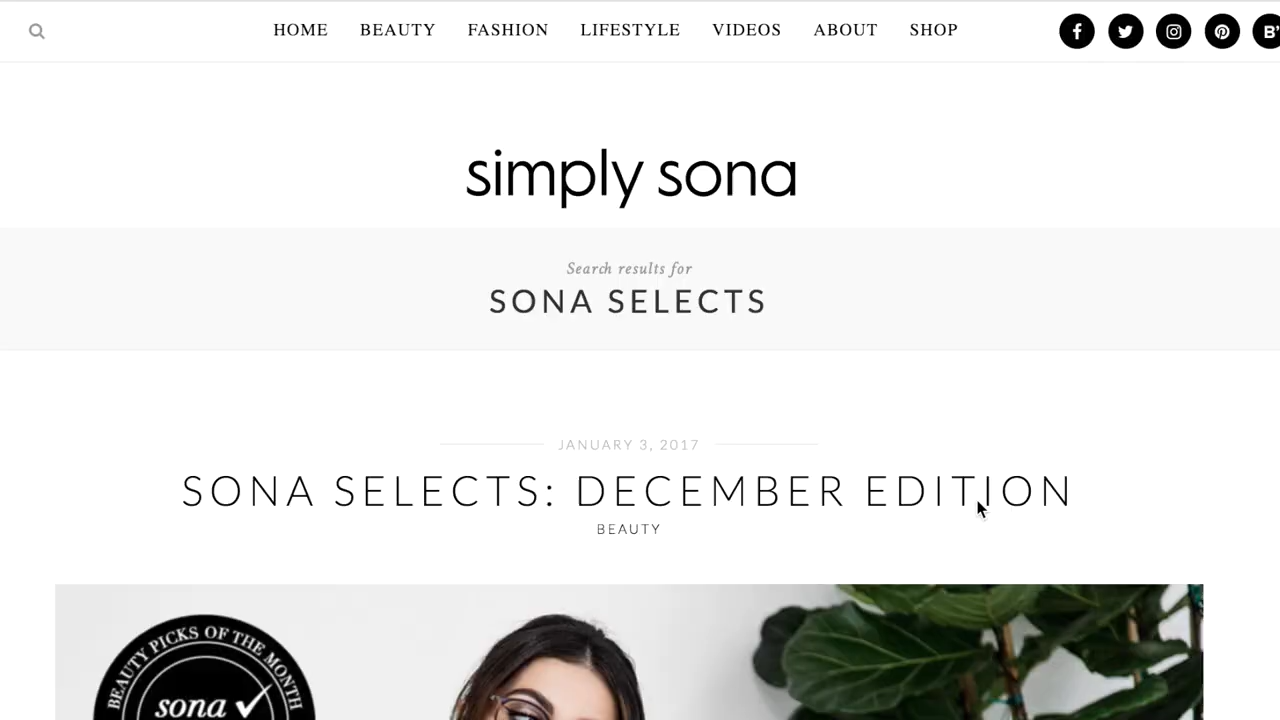 HOME BEAUTY FASHION LIFESTYLE VIDEOS ABOUT SHOP
simply sona
Search results for
SONA SELECTS
JANUARY 3, 2017
SONA SELECTS: DECEMBER EDITION
BEAUTY
BEAUTY PICKS OF THE MONTH
sona